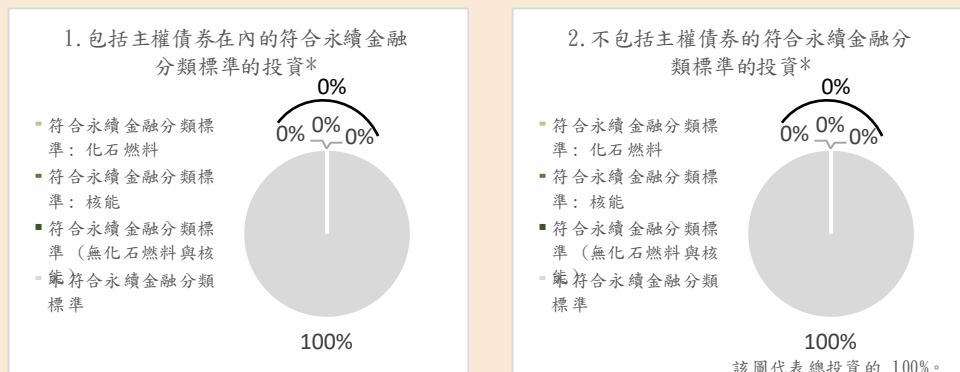 1.包括主權債券在內的符合永續金融
分類標準的投資*
0%
0%
0%
0%
符合永續金融分類標
準: 化石燃料
符合永續金融分類標
準: 核能
符合永續金融分類標
準 (無化石燃料與核
能)
未符合永續金融分類
標準
100%
2.不包括主權債券的符合永續金融分
類標準的投資*
0%
0%
0%
0%
符合永續金融分類標
準: 化石燃料
符合永續金融分類標
準: 核能
符合永續金融分類標
準 (無化石燃料與核
能)
未符合永續金融分類
標準
100%
該圖代表總投資的 100%。